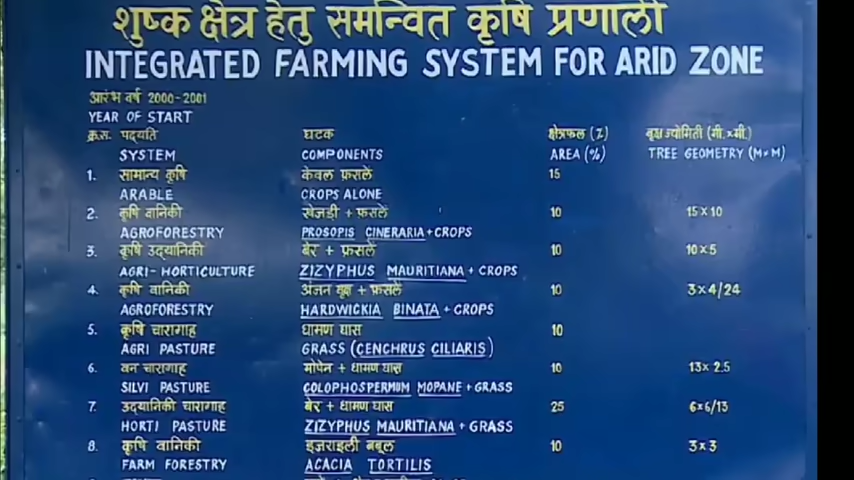 शुष्क क्षेत्र हेतु समन्वित कृषि प्रणाली
INTEGRATED FARMING SYSTEM FOR ARID ZONE
आरंभ वर्ष 2000-2001
YEAR OF START
क्र.स. पद्यति घटक क्षेत्रफल (%) बृक्ष ज्योमिती (मी.×मी.)
SYSTEM COMPONENTS AREA (%) TREE GEOMETRY (M×M)
1. सामान्य कृषि केवल फ़सलें 15
ARABLE CROPS ALONE
2. कृषि वानिकी खेजड़ी + फ़सलें 10 15×10
AGROFORESTRY PROSOPIS CINERARIA+CROPS
3. कृषि उद्यानिकी बेर + फ़सलें 10 10×5
AGRI-HORTICULTURE ZIZYPHUS MAURITIANA + CROPS
4. कृषि वानिकी अंजन बृक्ष + फ़सलें 10 3×4/24
AGROFORESTRY HARDWICKIA BINATA + CROPS
5. कृषि चारागाह धामण घास 10
AGRI PASTURE GRASS (CENCHRUS CILIARIS)
6. वन चारागाह मोपेन + धामण घास 10 13×2.5
SILVI PASTURE COLOPHOSPERMUM MOPANE+GRASS
7. उद्यानिकी चारागाह बेर + धामण घास 25 6×6/13
HORTI PASTURE ZIZYPHUS MAURITIANA + GRASS
8. कृषि वानिकी इज़राइली बबूल 10 3×3
FARM FORESTRY ACACIA TORTILIS